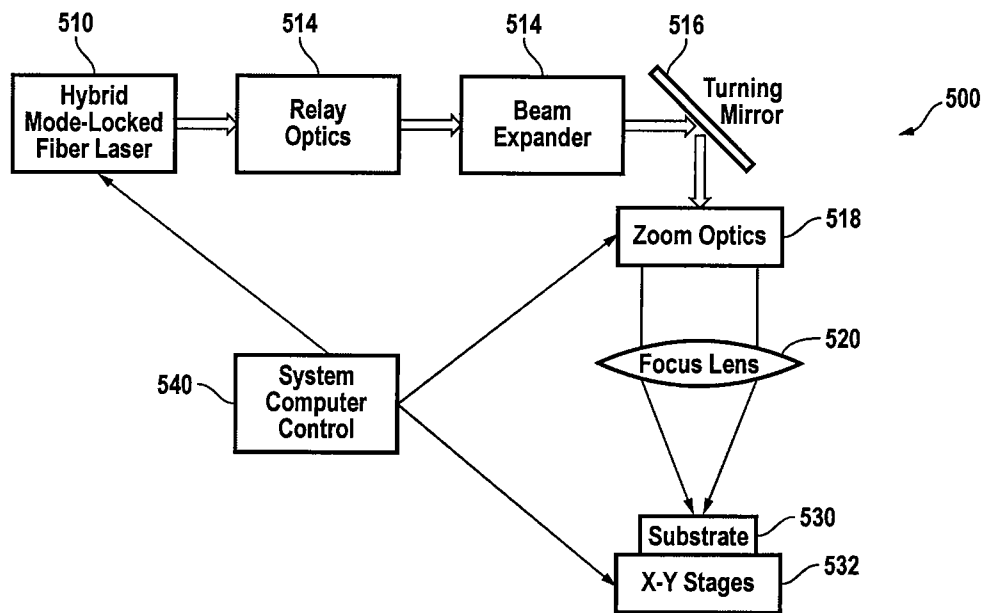 510
514
514
516
Hybrid
Mode-Locked
Fiber Laser
Relay
Optics
Beam
Expander
Turning
Mirror
500
Zoom Optics
518
Focus Lens
520
540
System
Computer
Control
Substrate
530
X-Y Stages
532